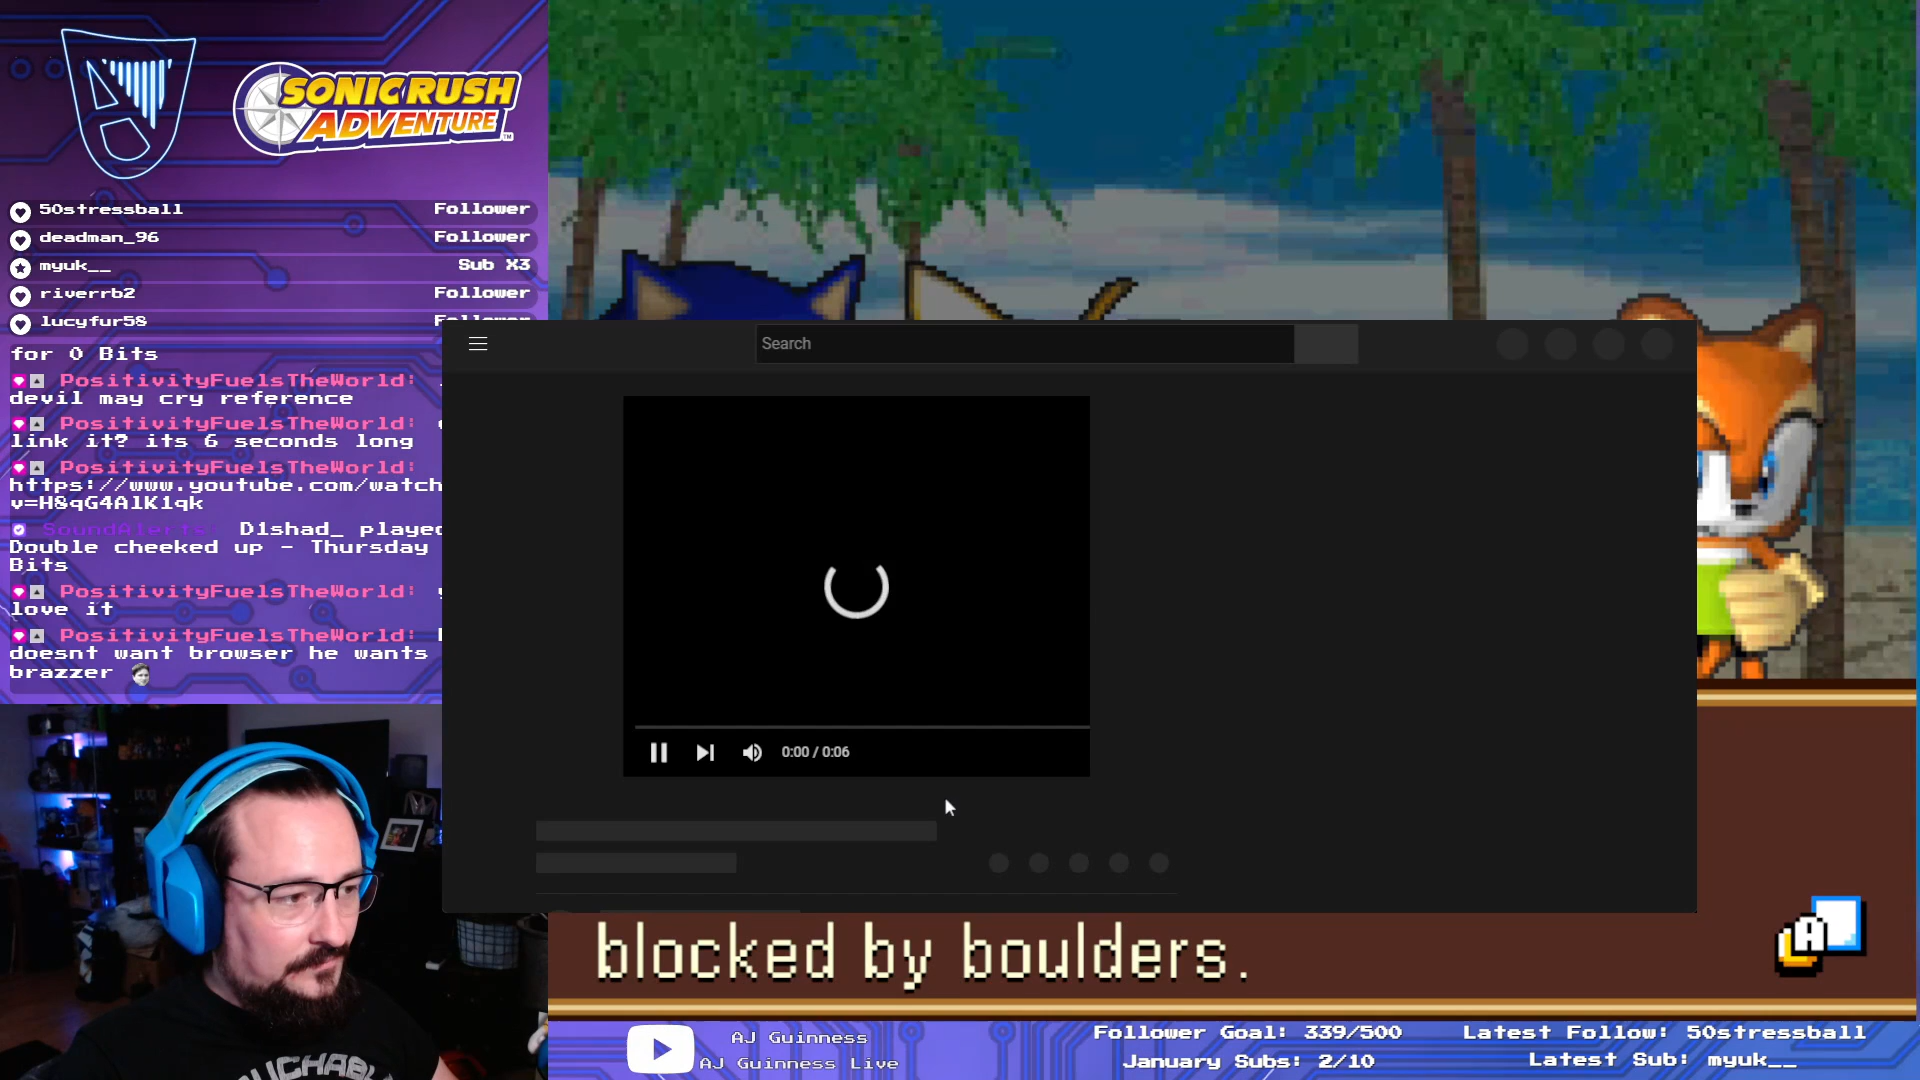 SONIC RUSH
ADVENTURE™
50stressball Follower
deadman_96 Follower
myuk__ Sub X3
riverrb2 Follower
lucyfur58 Follower
for 0 Bits
PositivityFuelsTheWorld:
devil may cry reference
PositivityFuelsTheWorld:
link it? its 6 seconds long
PositivityFuelsTheWorld:
https://www.youtube.com/watch
v=H8qG4AlK1qk
SoundAlerts: D1shad_ played
Double cheeked up - Thursday
Bits
PositivityFuelsTheWorld:
love it
PositivityFuelsTheWorld:
doesnt want browser he wants
brazzer
Search
0:00 / 0:06
blocked by boulders.
A
AJ Guinness
AJ Guinness Live
Follower Goal: 339/500
January Subs: 2/10
Latest Follow: 50stressball
Latest Sub: myuk__